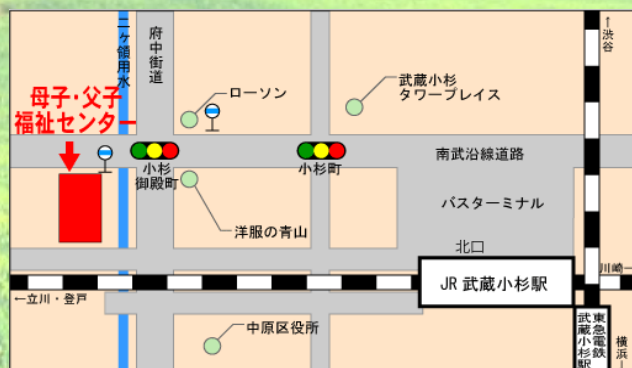 二ヶ領用水
府中街道
↑渋谷
母子・父子
福祉センター
ローソン
武蔵小杉
タワープレイス
小杉
御殿町
小杉町
南武沿線道路
バスターミナル
洋服の青山
北口
JR 武蔵小杉駅
川崎→
←立川・登戸
中原区役所
東急電鉄
武蔵小杉駅
横浜